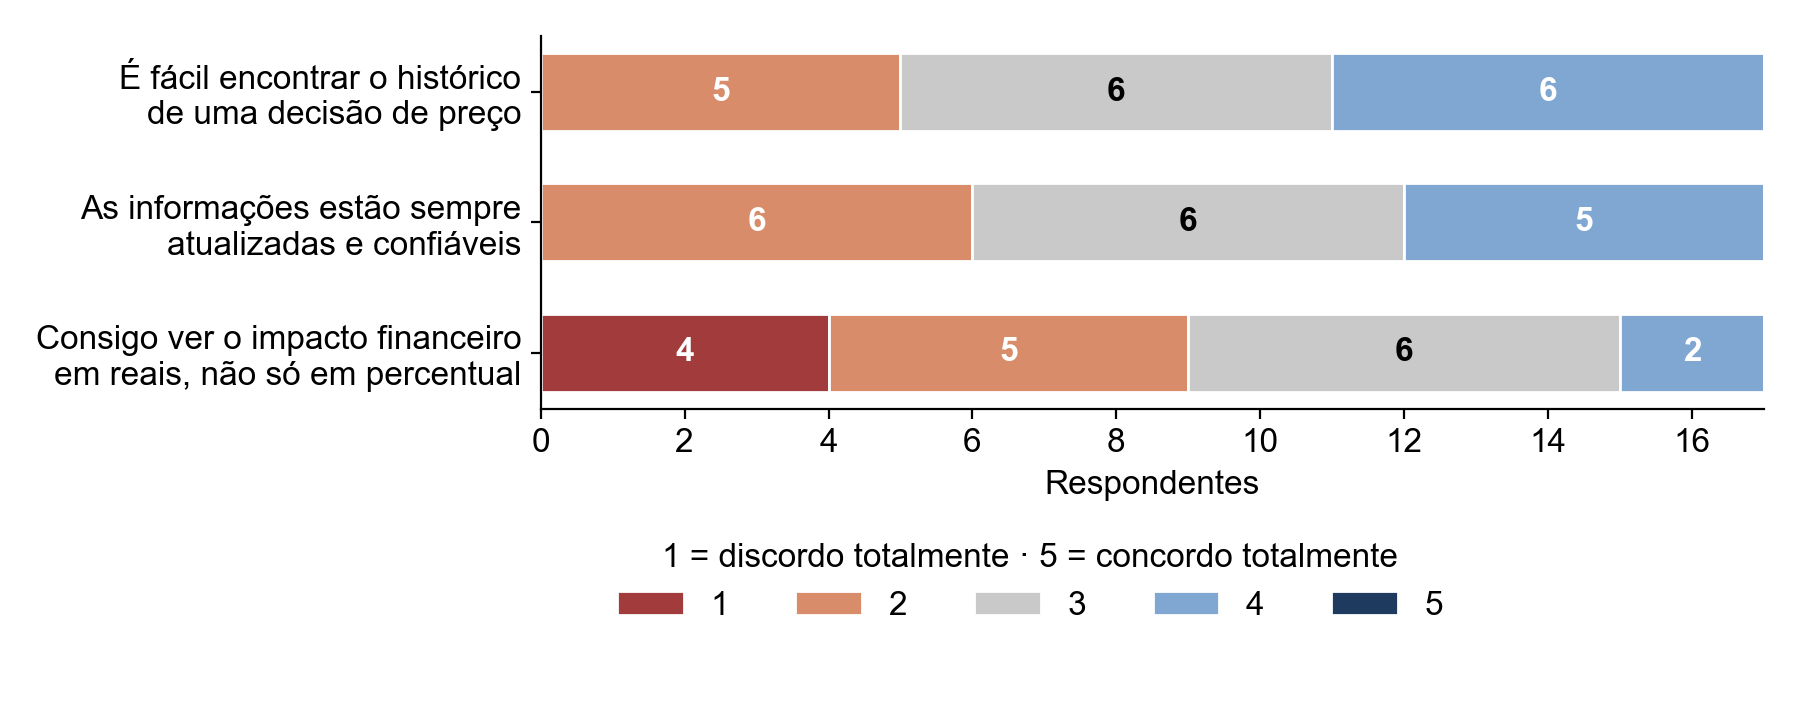 É fácil encontrar o histórico
de uma decisão de preço
5 6 6
As informações estão sempre
atualizadas e confiáveis
6 6 5
Consigo ver o impacto financeiro
em reais, não só em percentual
4 5 6 2
0 2 4 6 8 10 12 14 16
Respondentes
1 = discordo totalmente · 5 = concordo totalmente
1 2 3 4 5